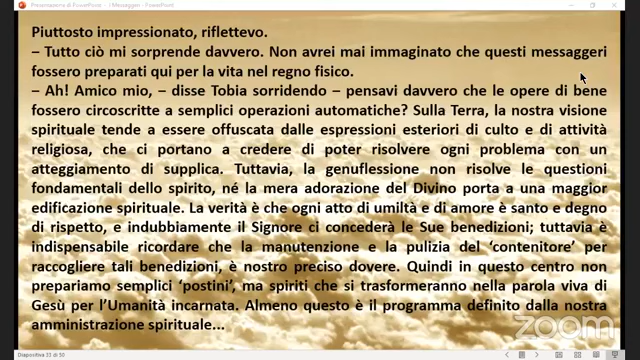 Presentazione di PowerPoint - I Messaggeri - PowerPoint
Piuttosto impressionato, riflettevo.
– Tutto ciò mi sorprende davvero. Non avrei mai immaginato che questi messaggeri
fossero preparati qui per la vita nel regno fisico.
– Ah! Amico mio, – disse Tobia sorridendo – pensavi davvero che le opere di bene
fossero circoscritte a semplici operazioni automatiche? Sulla Terra, la nostra visione
spirituale tende a essere offuscata dalle espressioni esteriori di culto e di attività
religiosa, che ci portano a credere di poter risolvere ogni problema con un
atteggiamento di supplica. Tuttavia, la genuflessione non risolve le questioni
fondamentali dello spirito, né la mera adorazione del Divino porta a una maggior
edificazione spirituale. La verità è che ogni atto di umiltà e di amore è santo e degno
di rispetto, e indubbiamente il Signore ci concederà le Sue benedizioni; tuttavia è
indispensabile ricordare che la manutenzione e la pulizia del ‘contenitore’ per
raccogliere tali benedizioni, è nostro preciso dovere. Quindi in questo centro non
prepariamo semplici ‘postini’, ma spiriti che si trasformeranno nella parola viva di
Gesù per l’Umanità incarnata. Almeno questo è il programma definito dalla nostra
amministrazione spirituale...
zoom
Diapositiva 33 di 50